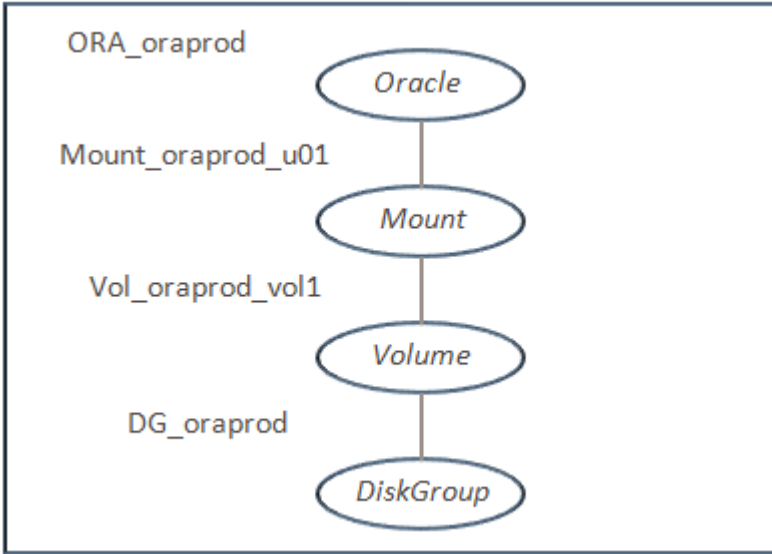 ORA_oraprod
Oracle
Mount_oraprod_u01
Mount
Vol_oraprod_vol1
Volume
DG_oraprod
DiskGroup